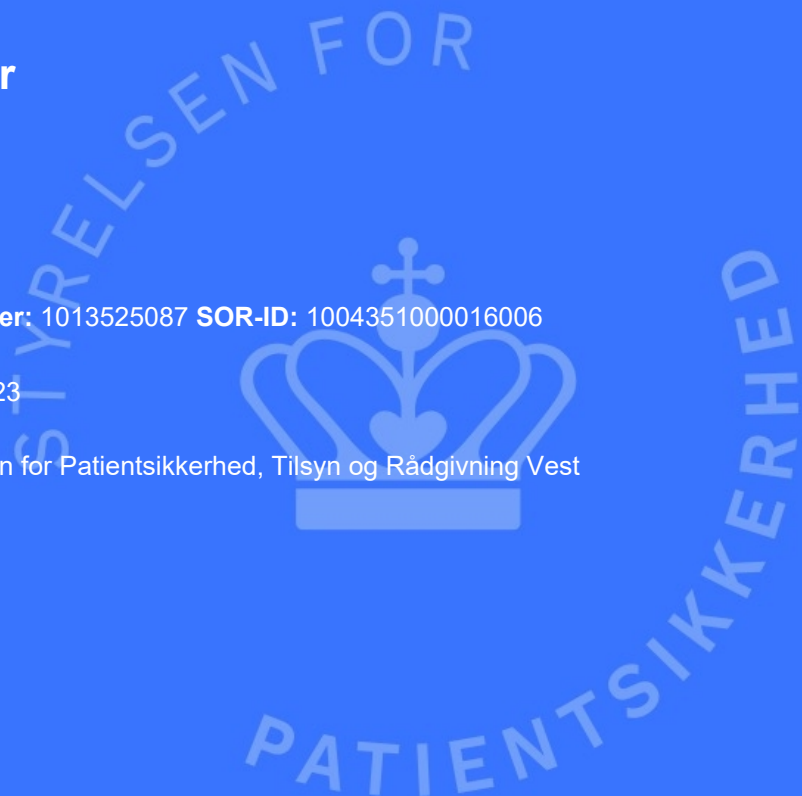 r
er: 1013525087 SOR-ID: 1004351000016006
23
n for Patientsikkerhed, Tilsyn og Rådgivning Vest
STYRELSEN FOR
PATIENTSIKKERHED